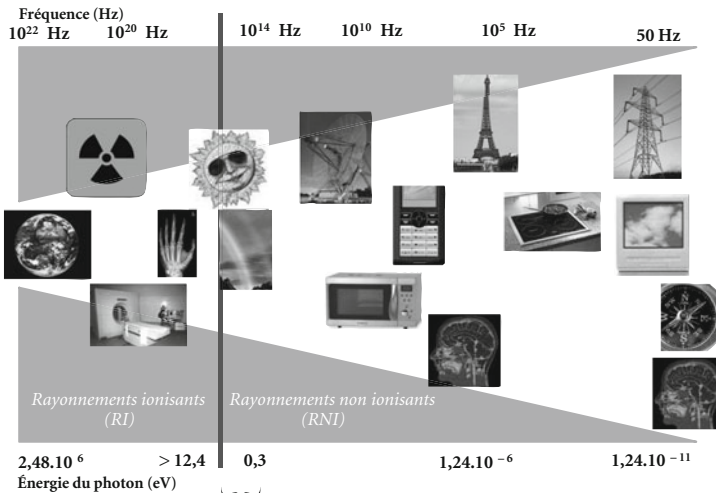 Fréquence (Hz)
10²² Hz 10²⁰ Hz 10¹⁴ Hz 10¹⁰ Hz 10⁵ Hz 50 Hz
Rayonnements ionisants
(RI)
Rayonnements non ionisants
(RNI)
2,48.10 ⁶ > 12,4 0,3 1,24.10 ⁻⁶ 1,24.10 ⁻¹¹
Énergie du photon (eV)